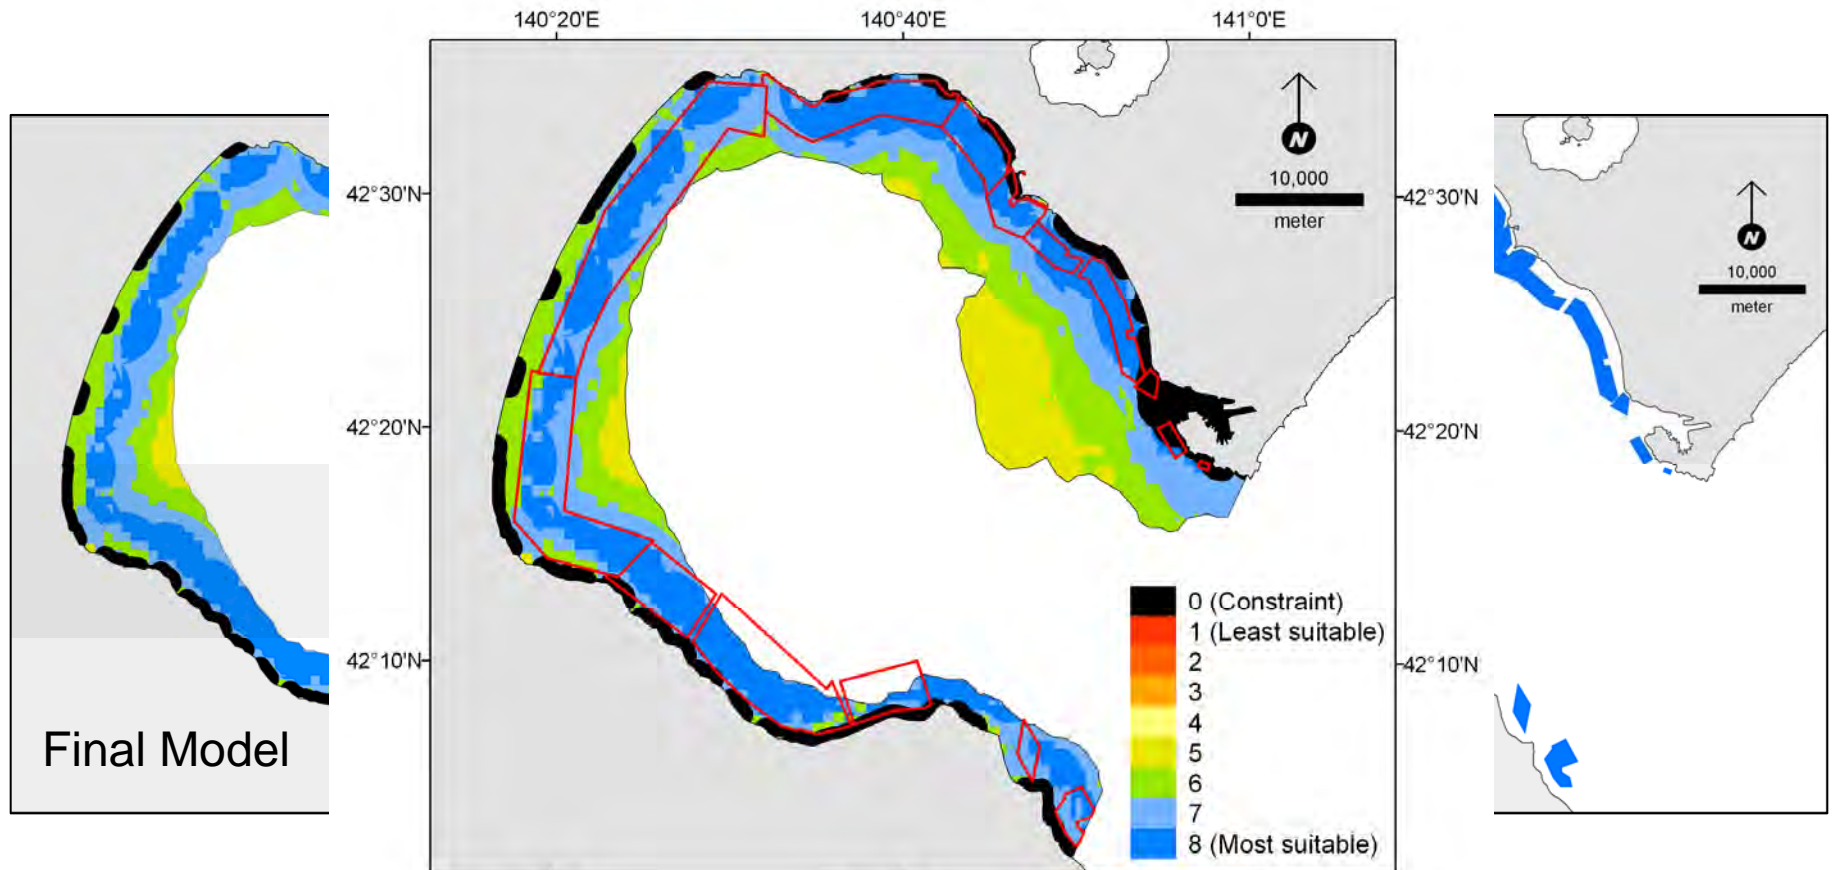 140°20'E 140°40'E 141°0'E
N
10,000
meter
42°30'N 42°30'N
42°20'N 42°20'N
42°10'N 42°10'N
0 (Constraint)
1 (Least suitable)
2
3
4
5
6
7
8 (Most suitable)
Final Model
N
10,000
meter